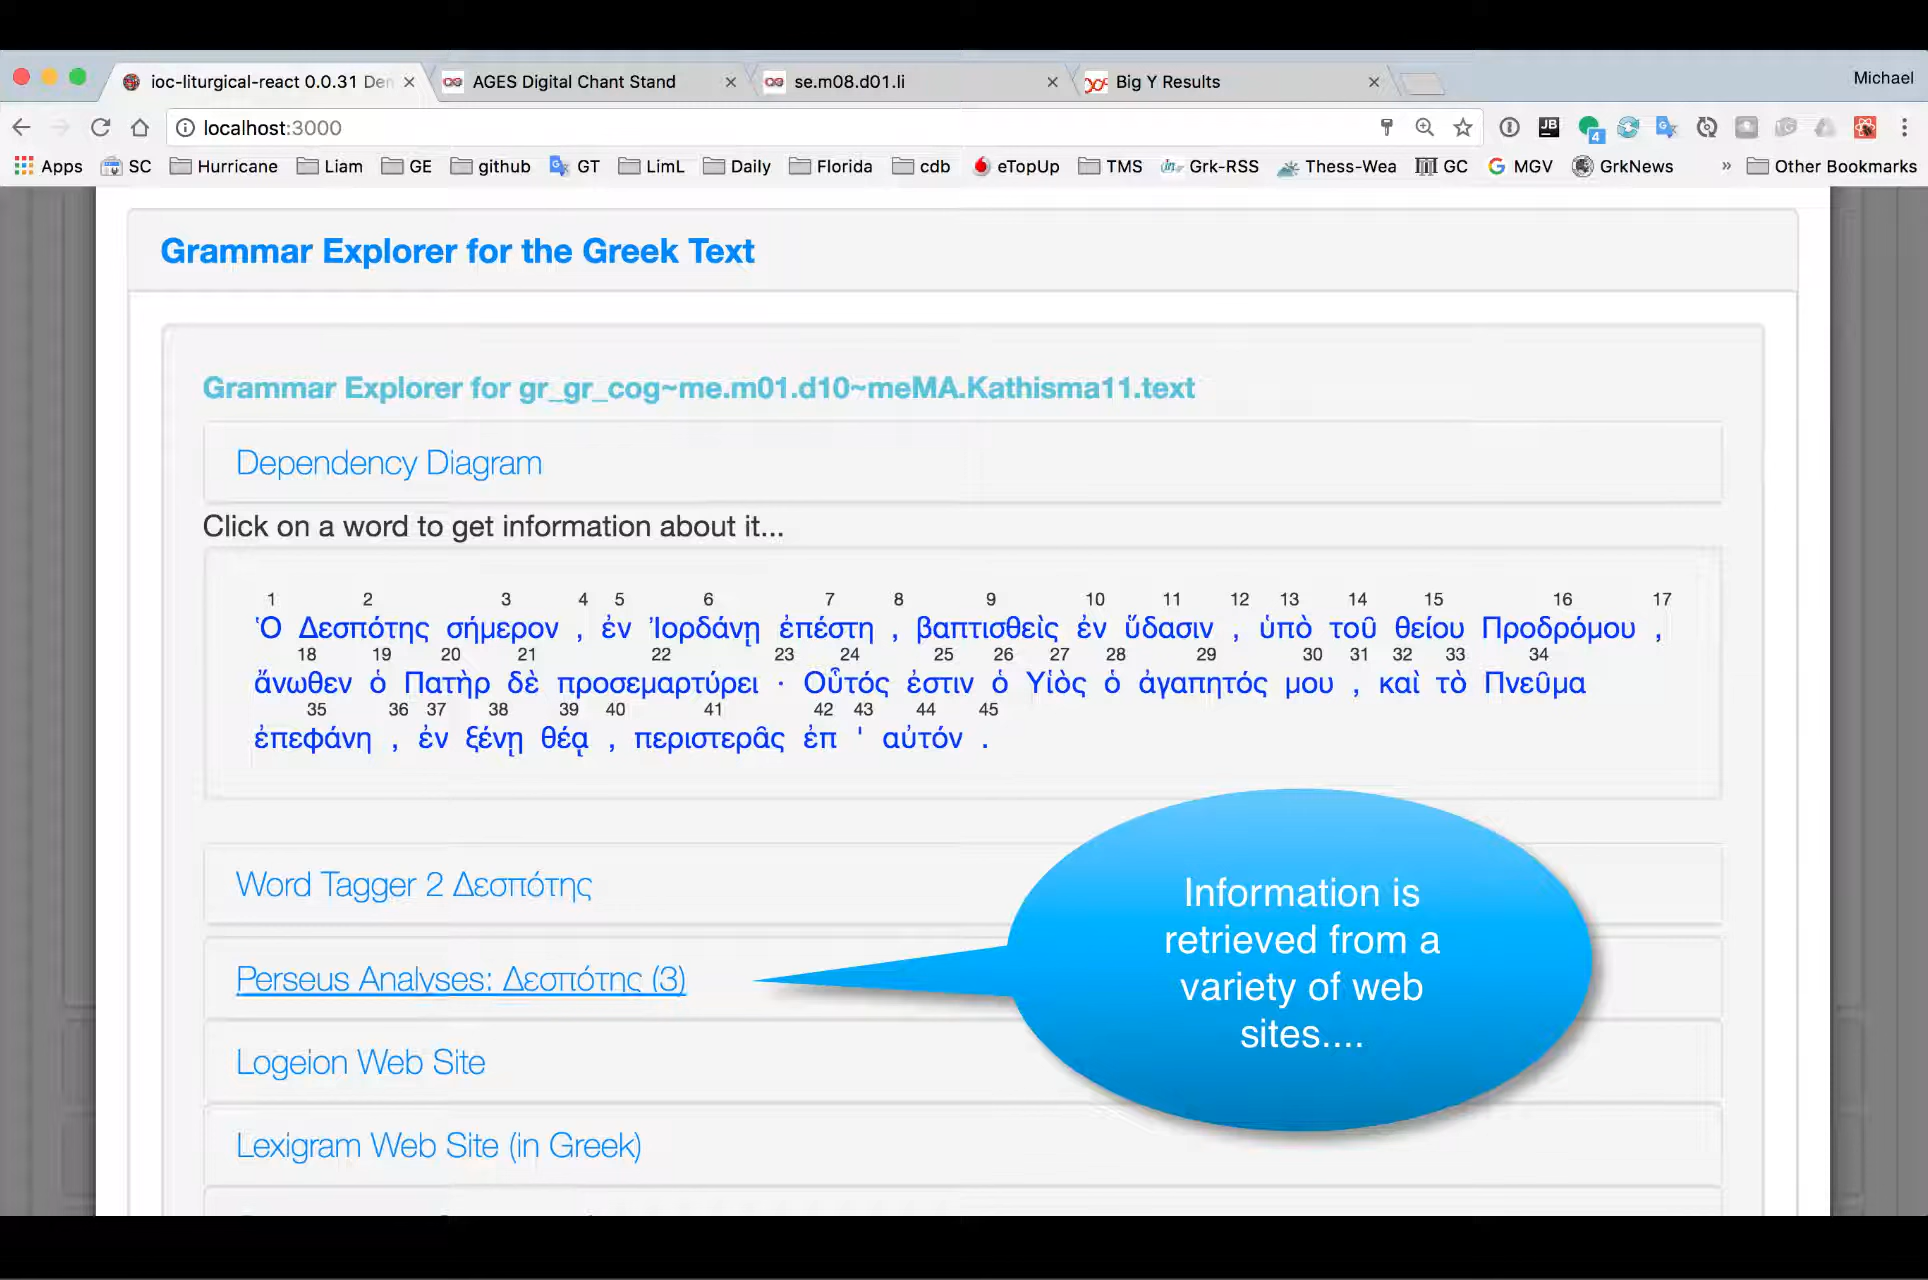 ioc-liturgical-react 0.0.31 Den
AGES Digital Chant Stand
se.m08.d01.li
Big Y Results
Michael
localhost:3000
JB
4
Apps SC Hurricane Liam GE github GT LimL Daily Florida cdb eTopUp TMS Grk-RSS Thess-Wea GC MGV GrkNews » Other Bookmarks
Grammar Explorer for the Greek Text
Grammar Explorer for gr_gr_cog~me.m01.d10~meMA.Kathisma11.text
Dependency Diagram
Click on a word to get information about it...
1 2 3 4 5 6 7 8 9 10 11 12 13 14 15 16 17
Ὁ Δεσπότης σήμερον , ἐν Ἰορδάνῃ ἐπέστη , βαπτισθεὶς ἐν ὕδασιν , ὑπὸ τοῦ θείου Προδρόμου ,
18 19 20 21 22 23 24 25 26 27 28 29 30 31 32 33 34
ἄνωθεν ὁ Πατὴρ δὲ προσεμαρτύρει · Οὗτός ἐστιν ὁ Υἱὸς ὁ ἀγαπητός μου , καὶ τὸ Πνεῦμα
35 36 37 38 39 40 41 42 43 44 45
ἐπεφάνη , ἐν ξένῃ θέᾳ , περιστερᾶς ἐπ ' αὐτόν .
Word Tagger 2 Δεσπότης
Perseus Analyses: Δεσπότης (3)
Logeion Web Site
Lexigram Web Site (in Greek)
Information is
retrieved from a
variety of web
sites....